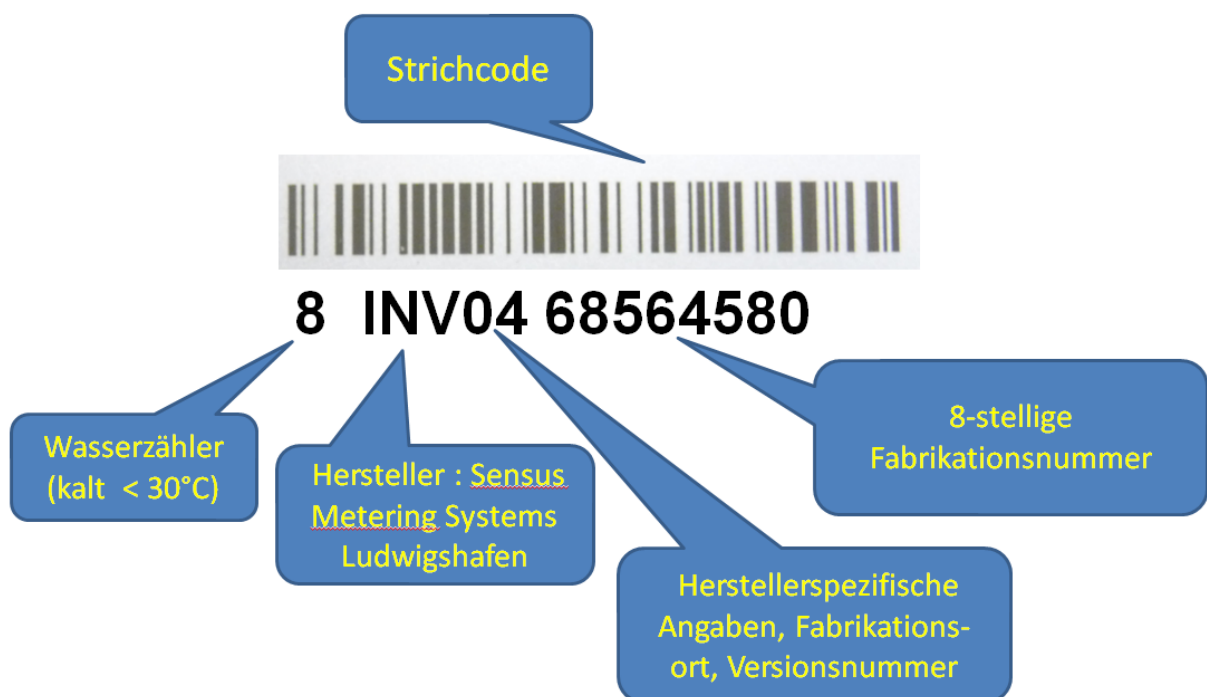 Strichcode
8 INV04 68564580
Wasserzähler
(kalt < 30°C)
Hersteller : Sensus
Metering Systems
Ludwigshafen
8-stellige
Fabrikationsnummer
Herstellerspezifische
Angaben, Fabrikations-
ort, Versionsnummer